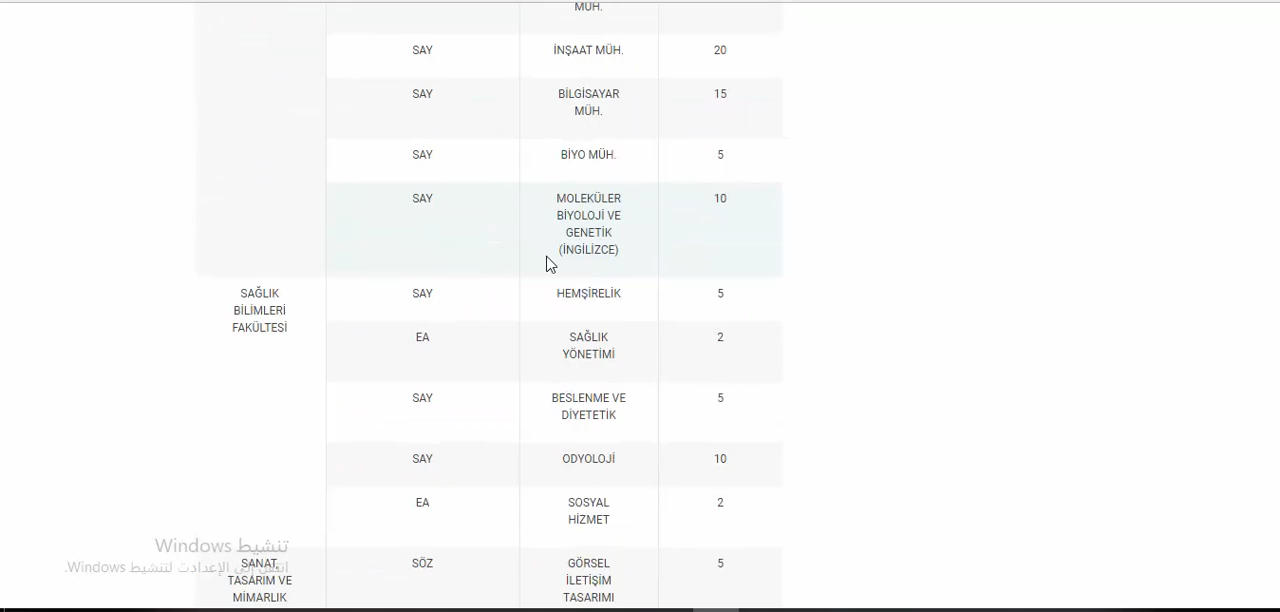 MÜH.
SAY İNŞAAT MÜH. 20
SAY BİLGİSAYAR 15
MÜH.
SAY BİYO MÜH. 5
SAY MOLEKÜLER 10
BİYOLOJİ VE
GENETİK
(İNGİLİZCE)
SAĞLIK SAY HEMŞİRELİK 5
BİLİMLERİ
FAKÜLTESİ
EA SAĞLIK 2
YÖNETİMİ
SAY BESLENME VE 5
DİYETETİK
SAY ODYOLOJİ 10
EA SOSYAL 2
HİZMET
تنشيط Windows
انتقل إلى الإعدادات لتنشيط Windows.
SANAT, SÖZ GÖRSEL 5
TASARIM VE İLETİŞİM
MİMARLIK TASARIMI